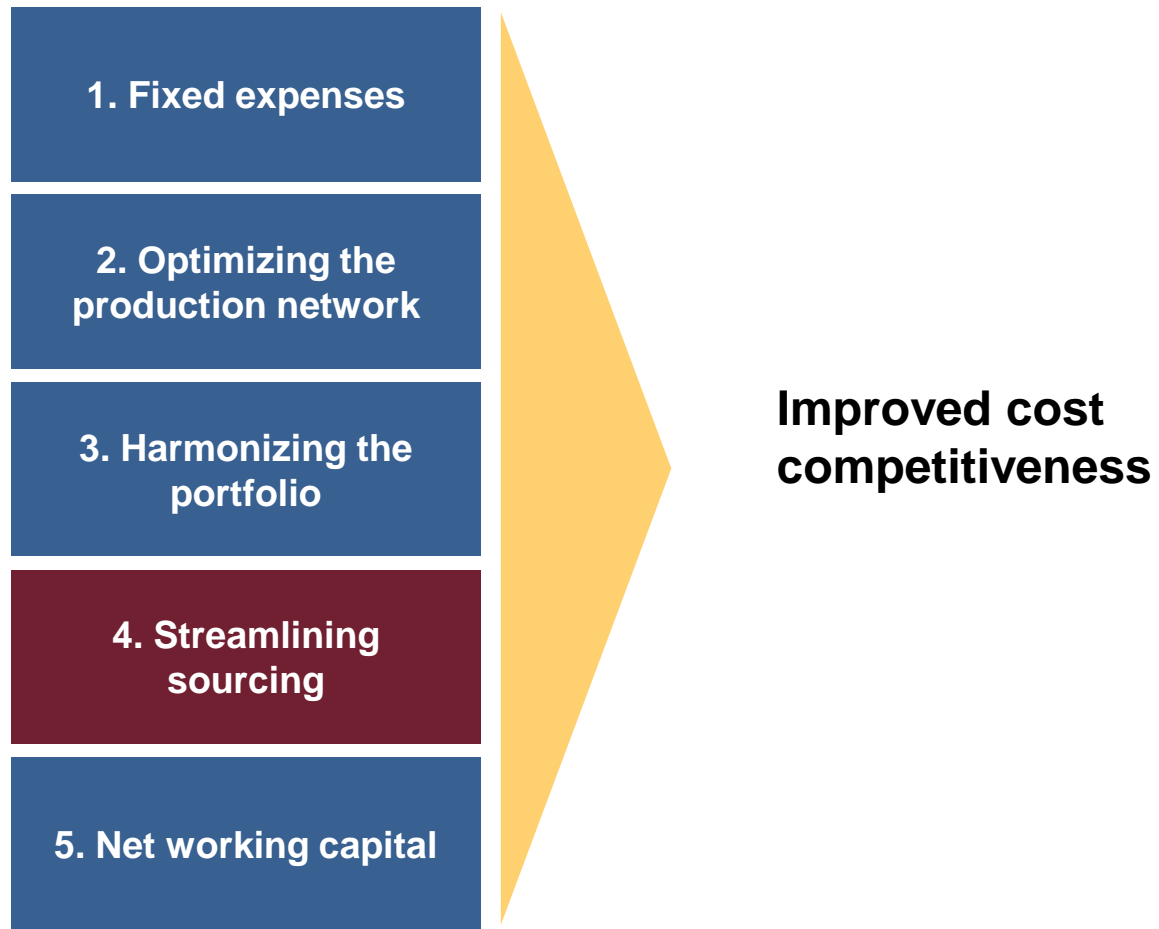 1. Fixed expenses
2. Optimizing the
production network
3. Harmonizing the
portfolio
4. Streamlining
sourcing
5. Net working capital
Improved cost
competitiveness